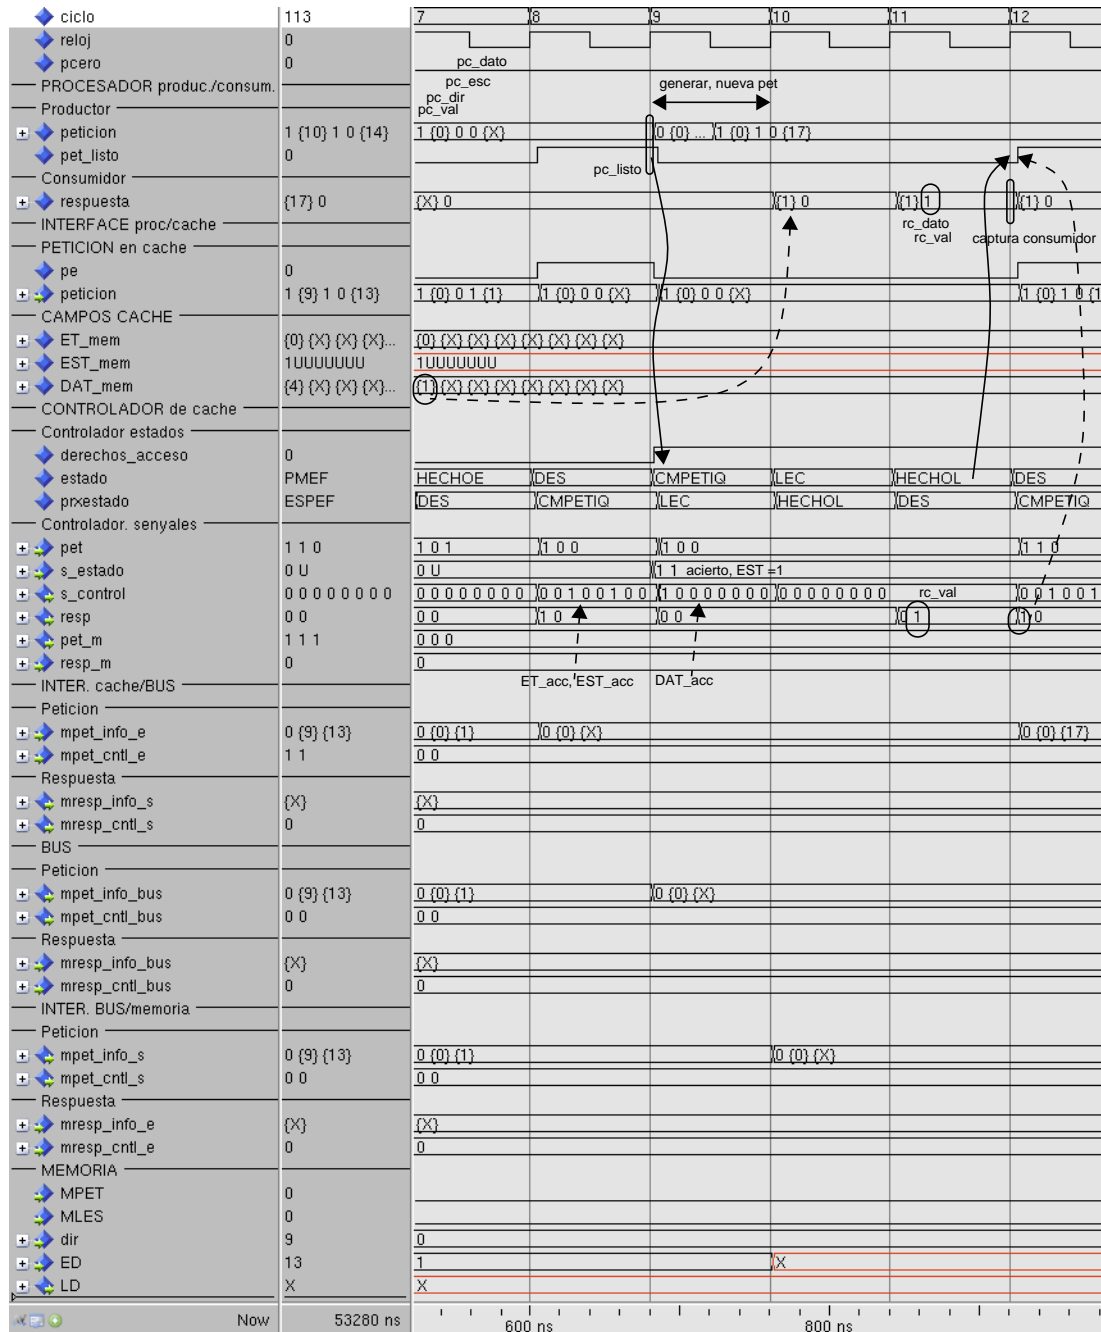 ciclo 113 7 8 9 10 11 12
reloj 0
pcero 0 pc_dato
PROCESADOR produc./consum. pc_esc generar, nueva pet
Productor pc_dir
pc_val
peticion 1 {10} 1 0 {14} 1 {0} 0 0 {X} 0 {0} ... 1 {0} 1 0 {17}
pet_listo 0
pc_listo
Consumidor
respuesta {17} 0 {X} 0 {1} 0 {1} 1 {1} 0
INTERFACE proc/cache rc_dato
rc_val captura consumidor
PETICION en cache
pe 0
peticion 1 {9} 1 0 {13} 1 {0} 0 1 {1} 1 {0} 0 0 {X} 1 {0} 0 0 {X} 1 {0} 1 0 {1
CAMPOS CACHE
ET_mem {0} {X} {X} {X}... {0} {X} {X} {X} {X} {X} {X} {X}
EST_mem 1UUUUUUU 1UUUUUUU
DAT_mem {4} {X} {X} {X}... {1} {X} {X} {X} {X} {X} {X} {X}
CONTROLADOR de cache
Controlador estados
derechos_acceso 0
estado PMEF HECHOE DES CMPETIQ LEC HECHOL DES
prxestado ESPEF DES CMPETIQ LEC HECHOL DES CMPETIQ
Controlador. senyales
pet 1 1 0 1 0 1 1 0 0 1 0 0 1 1 0
s_estado 0 U 0 U 1 1 acierto, EST =1
s_control 0 0 0 0 0 0 0 0 0 0 0 0 0 0 0 0 0 0 1 0 0 1 0 0 1 0 0 0 0 0 0 0 0 0 0 0 0 0 0 0 rc_val 0 0 1 0 0 1
resp 0 0 0 0 1 0 0 0 0 1 1 0
pet_m 1 1 1 0 0 0
resp_m 0 0
INTER. cache/BUS ET_acc, EST_acc DAT_acc
Peticion
mpet_info_e 0 {9} {13} 0 {0} {1} 0 {0} {X} 0 {0} {17}
mpet_cntl_e 1 1 0 0
Respuesta
mresp_info_s {X} {X}
mresp_cntl_s 0 0
BUS
Peticion
mpet_info_bus 0 {9} {13} 0 {0} {1} 0 {0} {X}
mpet_cntl_bus 0 0 0 0
Respuesta
mresp_info_bus {X} {X}
mresp_cntl_bus 0 0
INTER. BUS/memoria
Peticion
mpet_info_s 0 {9} {13} 0 {0} {1} 0 {0} {X}
mpet_cntl_s 0 0 0 0
Respuesta
mresp_info_e {X} {X}
mresp_cntl_e 0 0
MEMORIA
MPET 0
MLES 0
dir 9 0
ED 13 1 X
LD X X
Now 53280 ns 600 ns 800 ns